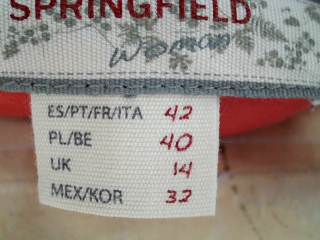 SPRINGFIELD
Woman
ES/PT/FR/ITA 42
PL/BE 40
UK 14
MEX/KOR 32